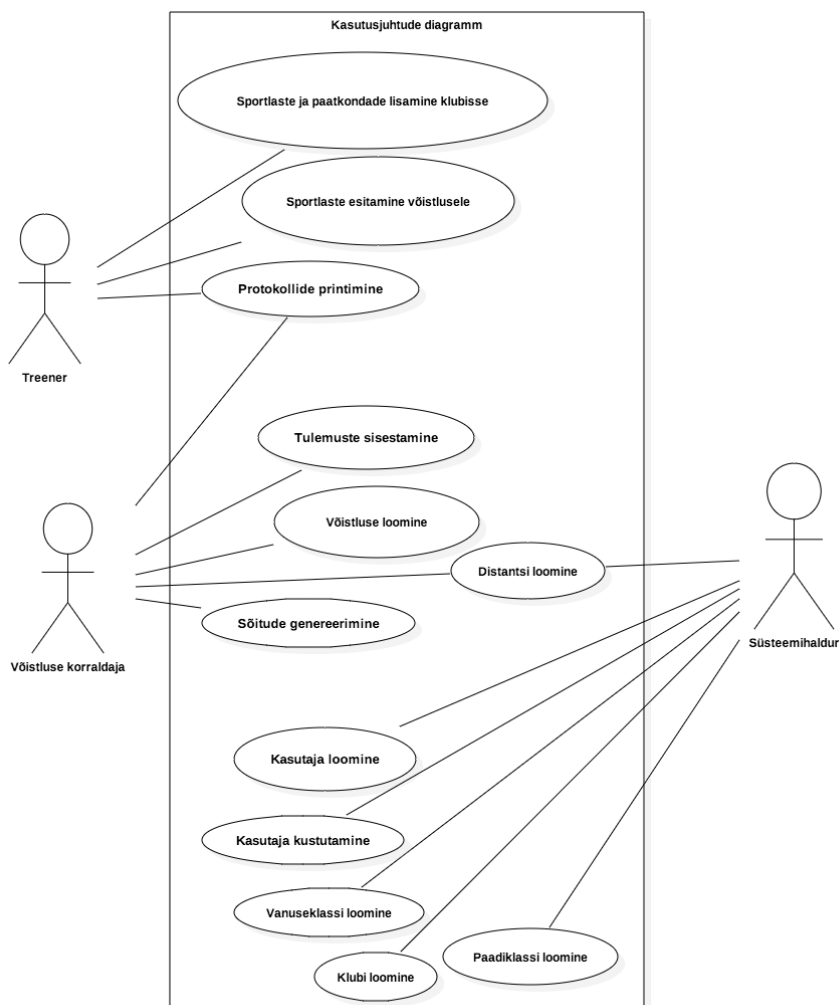 Kasutusjuhtude diagramm
Sportlaste ja paatkondade lisamine klubisse
Sportlaste esitamine võistlusele
Protokollide printimine
Treener
Tulemuste sisestamine
Võistluse loomine
Distantsi loomine
Sõitude genereerimine
Süsteemihaldur
Võistluse korraldaja
Kasutaja loomine
Kasutaja kustutamine
Vanuseklassi loomine
Paadiklassi loomine
Klubi loomine